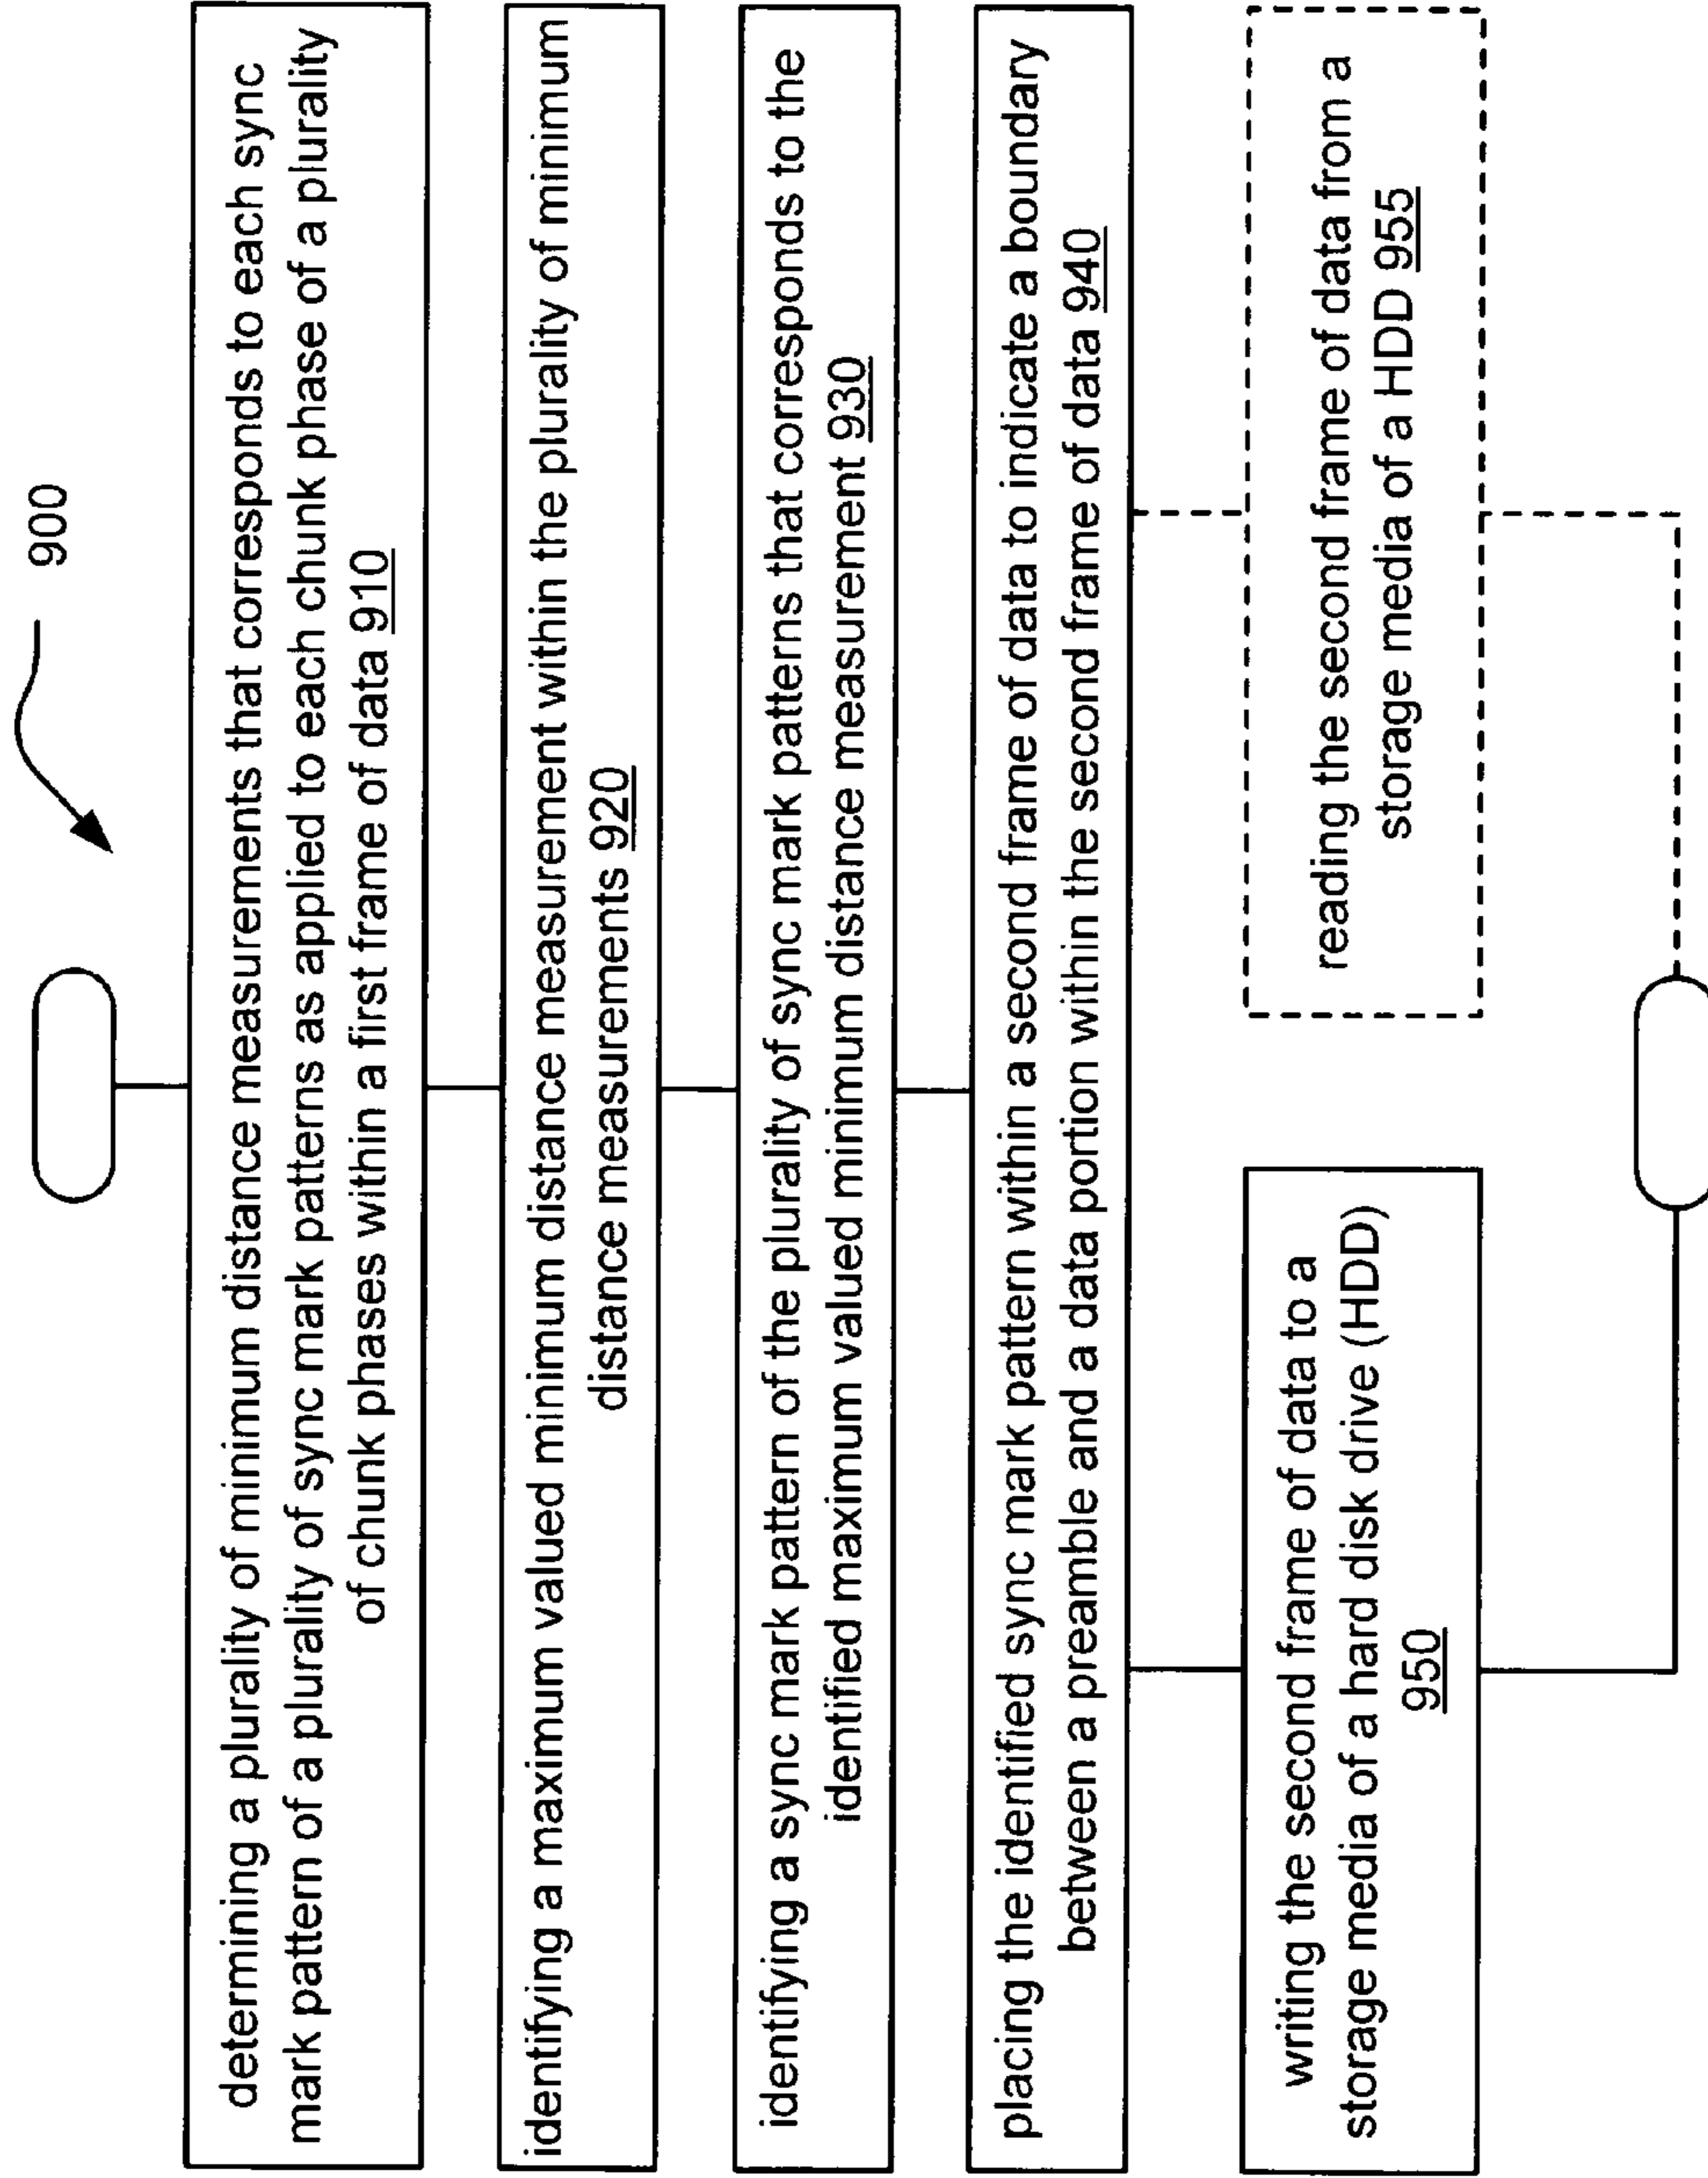 900
determining a plurality of minimum distance measurements that corresponds to each sync
mark pattern of a plurality of sync mark patterns as applied to each chunk phase of a plurality
of chunk phases within a first frame of data 910
identifying a maximum valued minimum distance measurement within the plurality of minimum
distance measurements 920
identifying a sync mark pattern of the plurality of sync mark patterns that corresponds to the
identified maximum valued minimum distance measurement 930
placing the identified sync mark pattern within a second frame of data to indicate a boundary
between a preamble and a data portion within the second frame of data 940
writing the second frame of data to a
storage media of a hard disk drive (HDD)
950
reading the second frame of data from a
storage media of a HDD 955